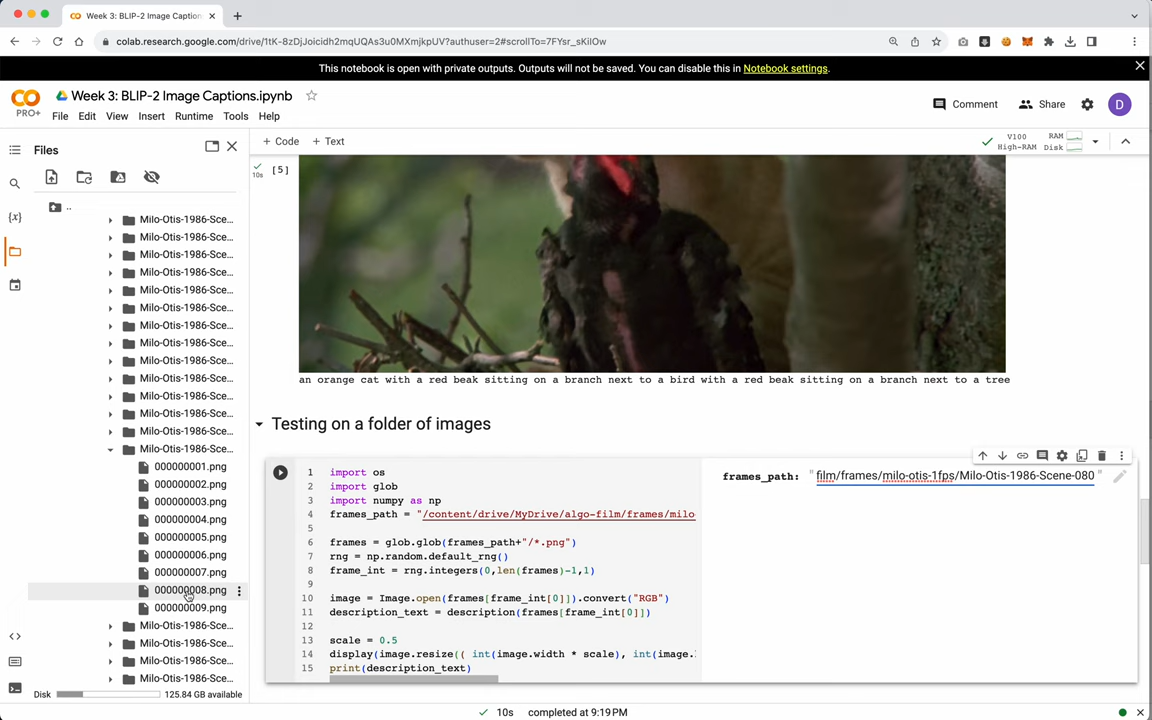 Week 3: BLIP-2 Image Caption
colab.research.google.com/drive/1tK-8zDjJoicidh2mqUQAs3u0MXmjkpUV?authuser=2#scrollTo=7FYsr_sKilOw
This notebook is open with private outputs. Outputs will not be saved. You can disable this in Notebook settings.
PRO+
Week 3: BLIP-2 Image Captions.ipynb
Comment
Share
D
File Edit View Insert Runtime Tools Help
Files
+ Code + Text
V100
High-RAM
RAM
Disk
{x}
..
Milo-Otis-1986-Sce...
Milo-Otis-1986-Sce...
Milo-Otis-1986-Sce...
Milo-Otis-1986-Sce...
Milo-Otis-1986-Sce...
Milo-Otis-1986-Sce...
Milo-Otis-1986-Sce...
Milo-Otis-1986-Sce...
Milo-Otis-1986-Sce...
Milo-Otis-1986-Sce...
Milo-Otis-1986-Sce...
Milo-Otis-1986-Sce...
Milo-Otis-1986-Sce...
Milo-Otis-1986-Sce...
000000001.png
000000002.png
000000003.png
000000004.png
000000005.png
000000006.png
000000007.png
000000008.png
000000009.png
Milo-Otis-1986-Sce...
Milo-Otis-1986-Sce...
Milo-Otis-1986-Sce...
Milo-Otis-1986-Sce...
Disk
125.84 GB available
[5]
10s
an orange cat with a red beak sitting on a branch next to a bird with a red beak sitting on a branch next to a tree
Testing on a folder of images
1 import os
2 import glob
3 import numpy as np
4 frames_path = "/content/drive/MyDrive/algo-film/frames/milo-
5
6 frames = glob.glob(frames_path+"/*.png")
7 rng = np.random.default_rng()
8 frame_int = rng.integers(0,len(frames)-1,1)
9
10 image = Image.open(frames[frame_int[0]]).convert("RGB")
11 description_text = description(frames[frame_int[0]])
12
13 scale = 0.5
14 display(image.resize(( int(image.width * scale), int(image.
15 print(description_text)
frames_path: "film/frames/milo-otis-1fps/Milo-Otis-1986-Scene-080"
10s completed at 9:19 PM